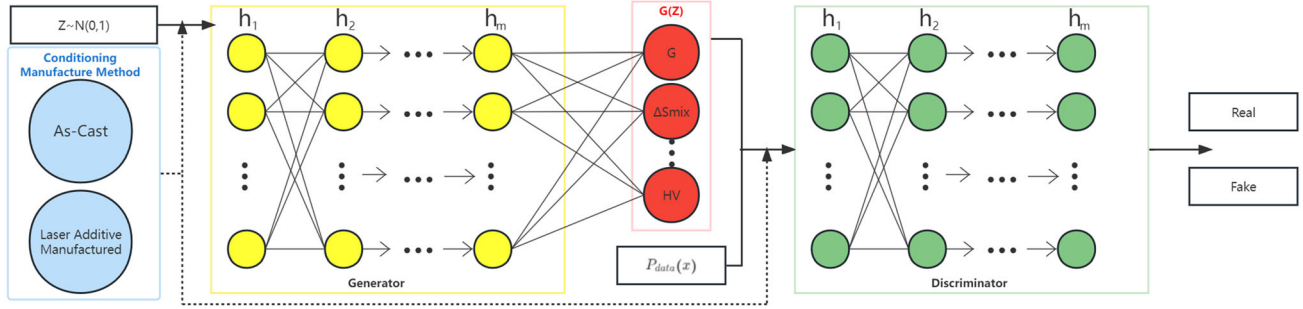 Z~N(0,1)
Conditioning
Manufacture Method
As-Cast
Laser Additive
Manufactured
h1
h2
hm
Generator
G(Z)
G
ΔSmix
HV
Pdata(x)
h1
h2
hm
Discriminator
Real
Fake